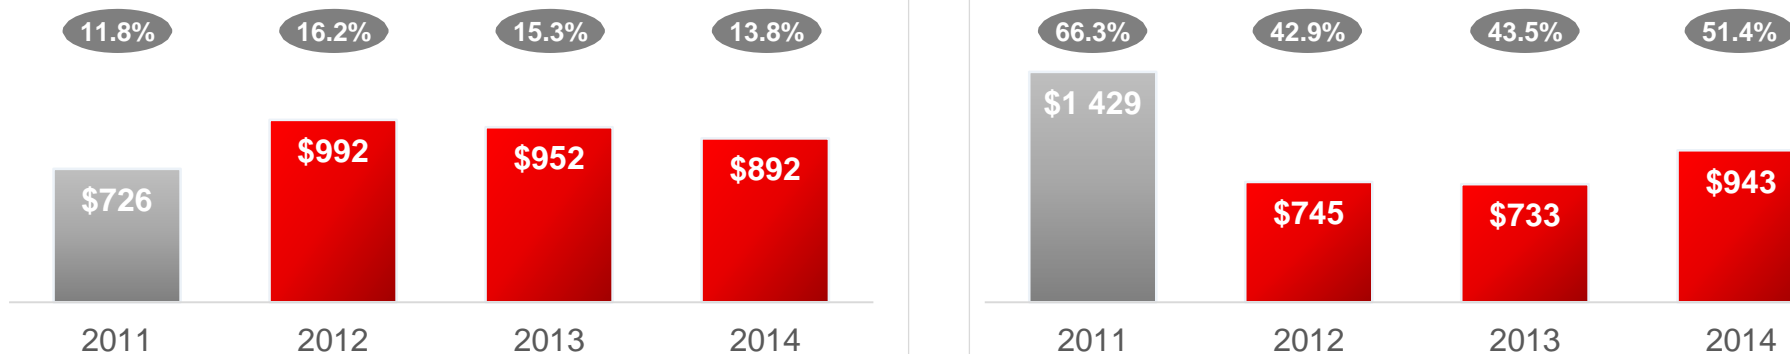 11.8% 16.2% 15.3% 13.8%
$726 $992 $952 $892
2011 2012 2013 2014
66.3% 42.9% 43.5% 51.4%
$1 429 $745 $733 $943
2011 2012 2013 2014